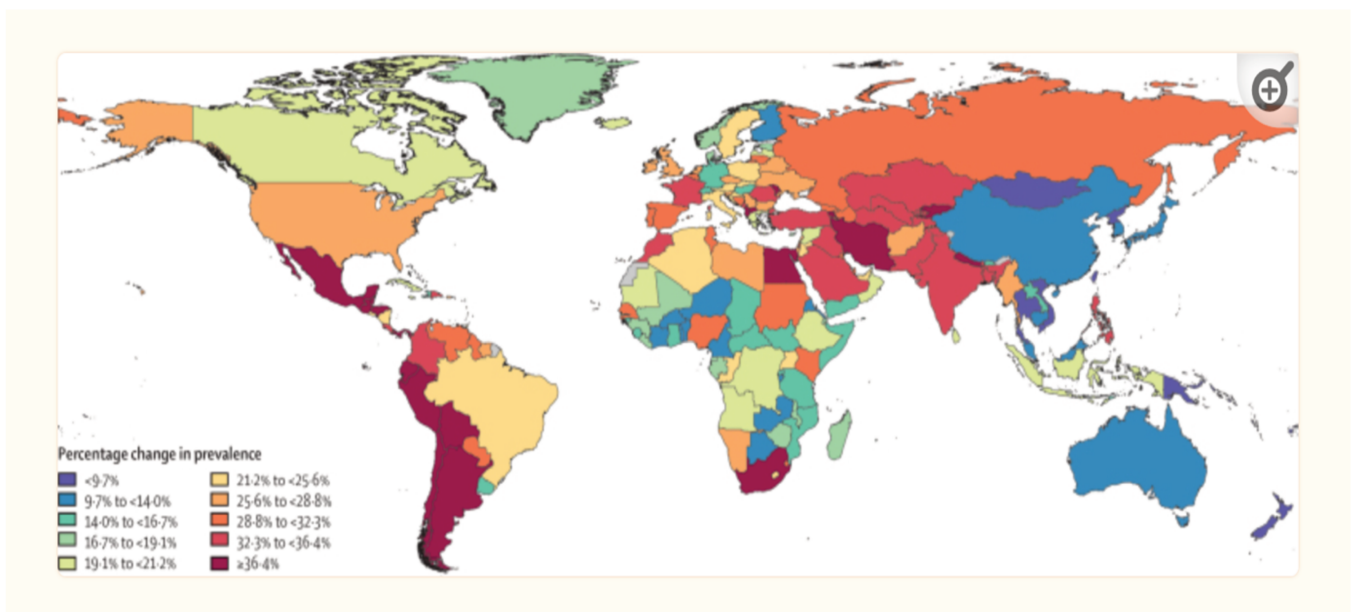 Percentage change in prevalence
<9·7%
9·7% to <14·0%
14·0% to <16·7%
16·7% to <19·1%
19·1% to <21·2%
21·2% to <25·6%
25·6% to <28·8%
28·8% to <32·3%
32·3% to <36·4%
≥36·4%